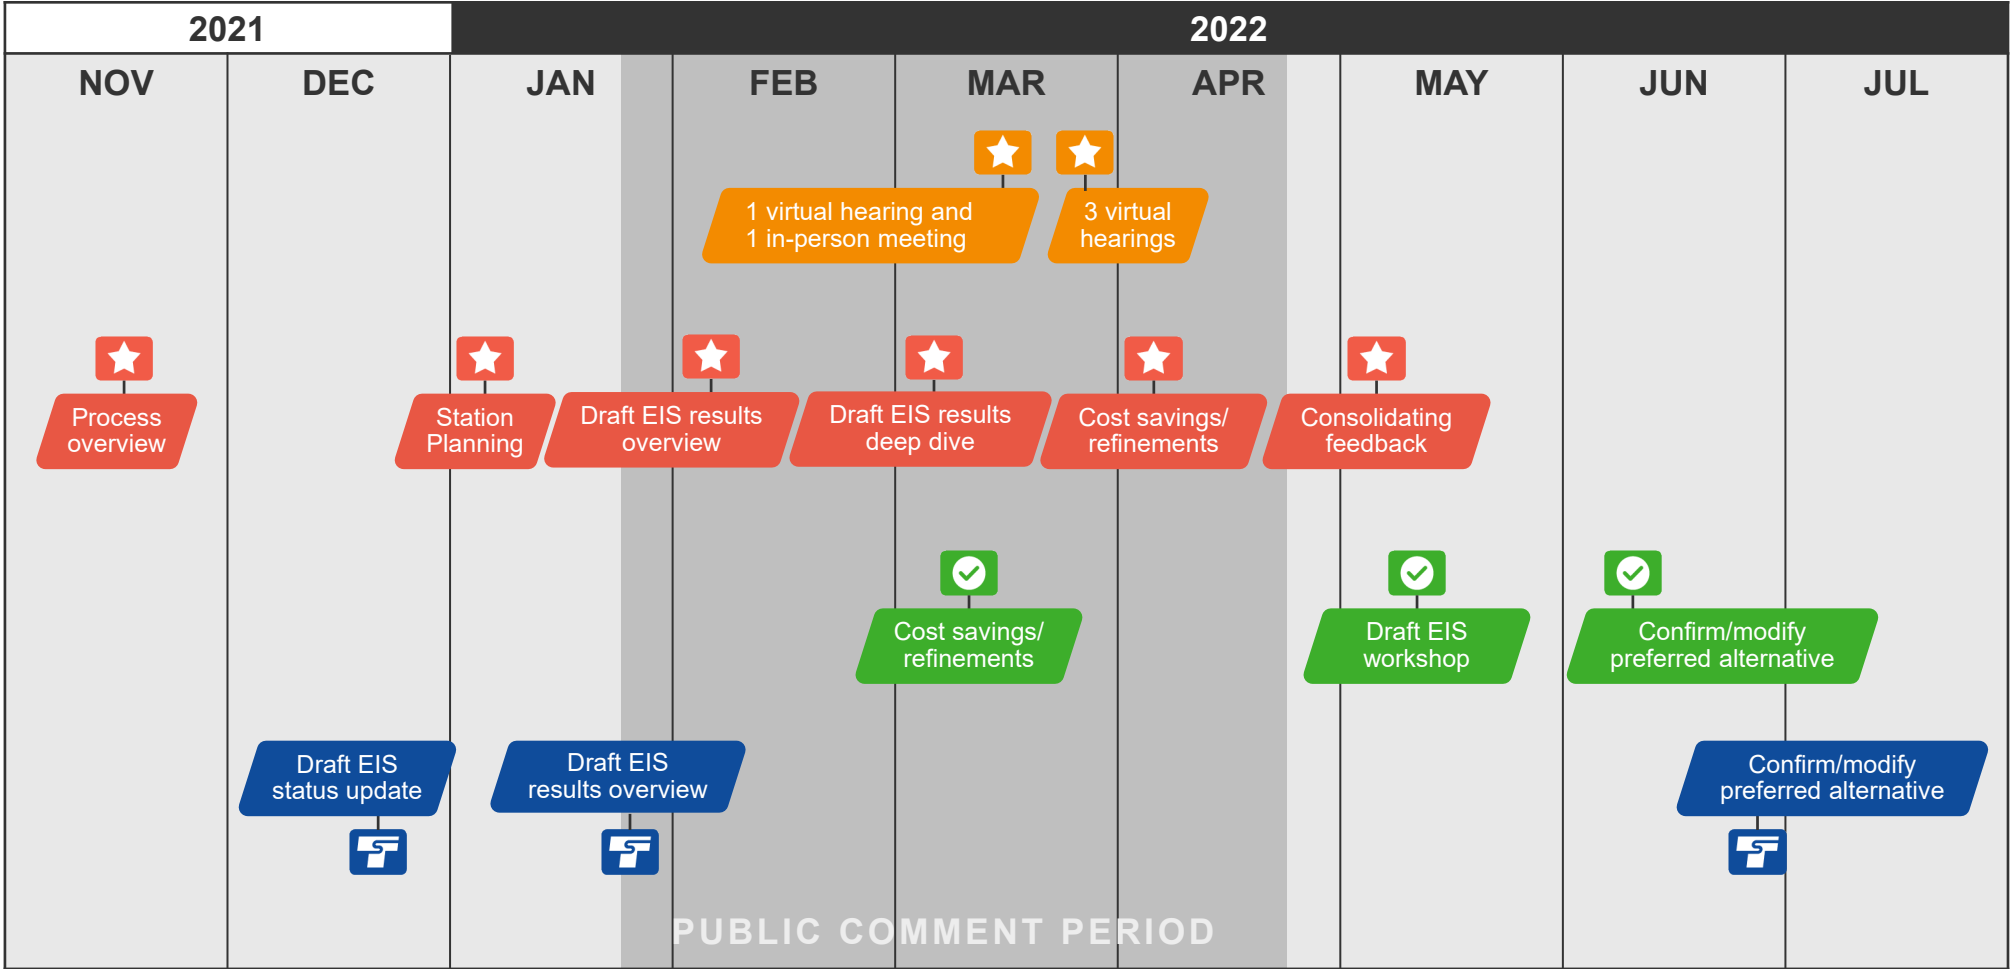 2021
2022
NOV
DEC
JAN
FEB
MAR
APR
MAY
JUN
JUL
1 virtual hearing and
1 in-person meeting
3 virtual
hearings
Process
overview
Station
Planning
Draft EIS results
overview
Draft EIS results
deep dive
Cost savings/
refinements
Consolidating
feedback
Cost savings/
refinements
Draft EIS
workshop
Confirm/modify
preferred alternative
Draft EIS
status update
Draft EIS
results overview
Confirm/modify
preferred alternative
PUBLIC COMMENT PERIOD